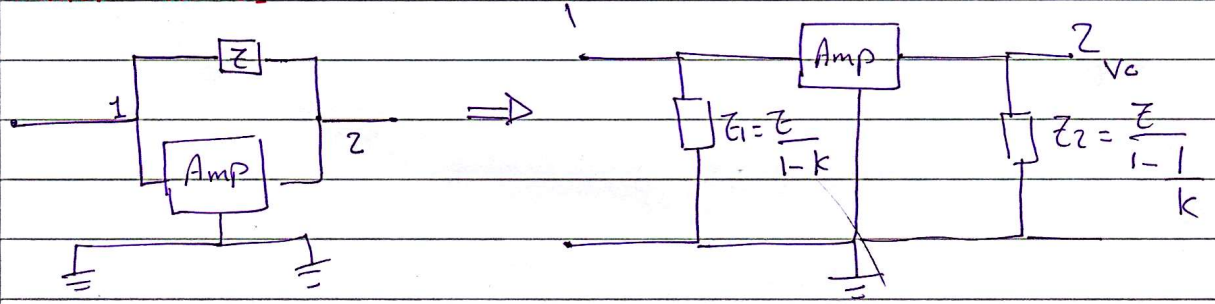 Z
1
Amp
2
1
Amp
2
Vo
Z1 = Z / 1 - k
Z2 = Z / 1 - 1 / k